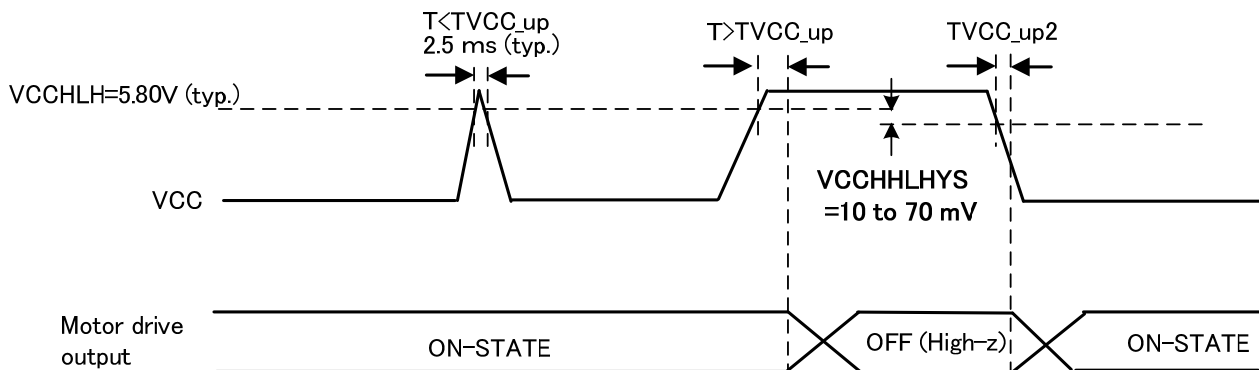 T<TVCC_up
2.5 ms (typ.)
T>TVCC_up
TVCC_up2
VCCHLH=5.80V (typ.)
VCC
VCCHHLHYS
=10 to 70 mV
Motor drive
output
ON-STATE
OFF (High-z)
ON-STATE